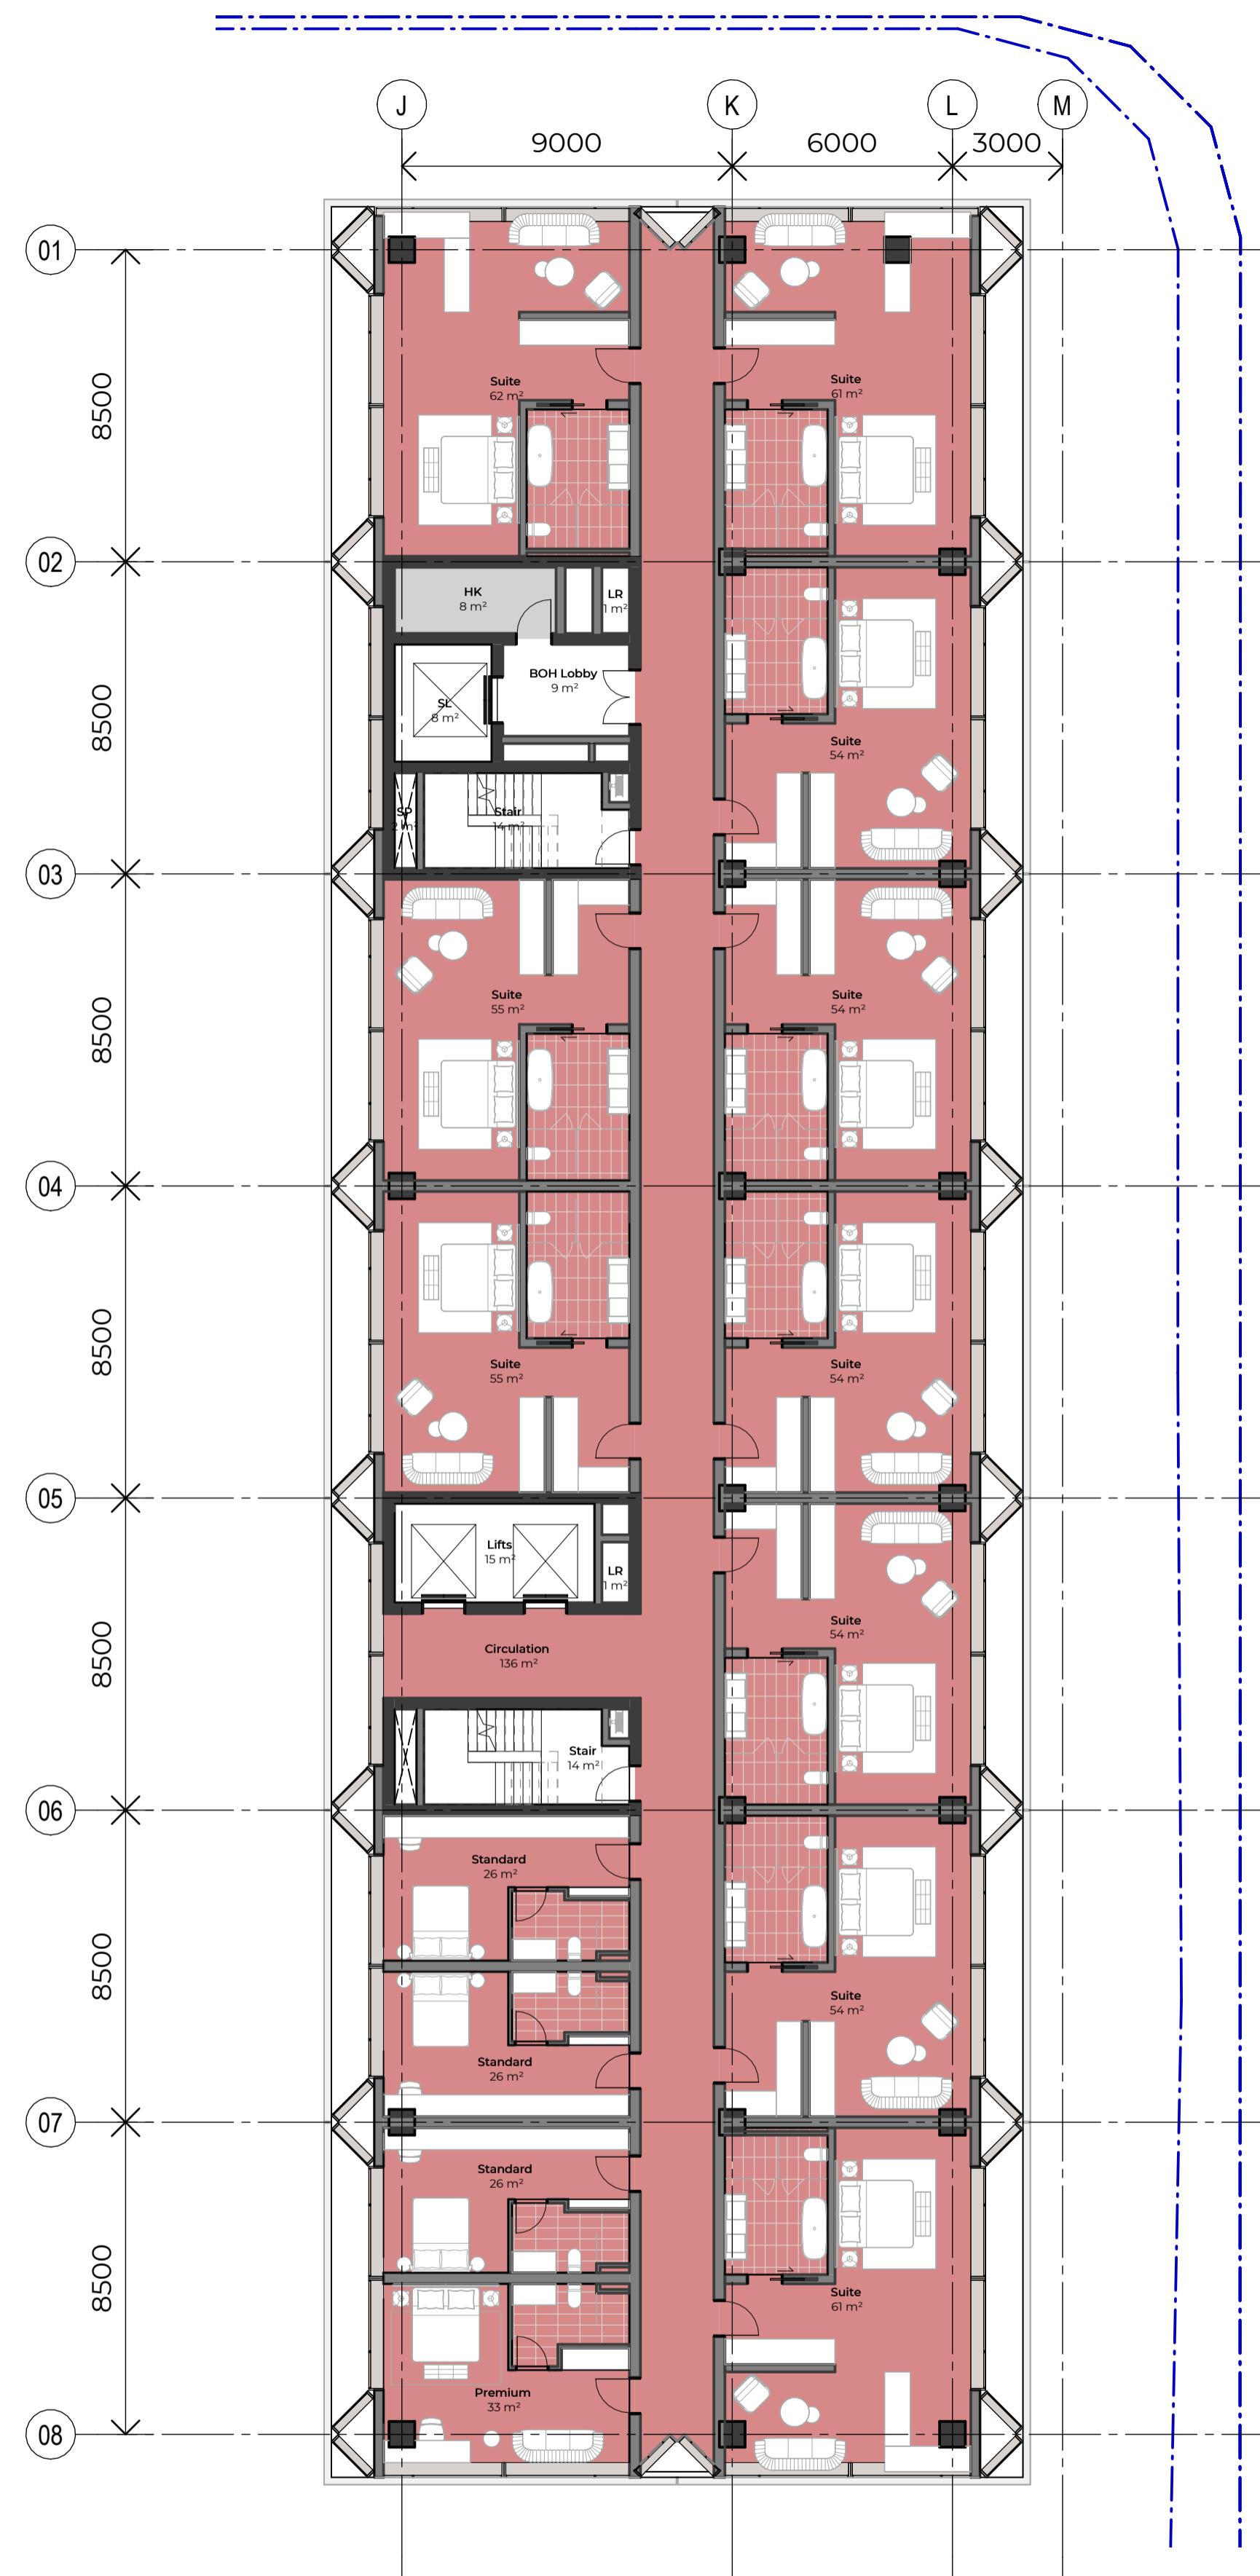 J
K
L
M
9000
6000
3000
01
8500
Suite
62 m²
Suite
61 m²
02
HK
8 m²
LR
1 m²
BOH Lobby
9 m²
SL
8 m²
8500
Suite
54 m²
SP
2 m²
Stair
14 m²
03
8500
Suite
55 m²
Suite
54 m²
04
8500
Suite
55 m²
Suite
54 m²
05
Lifts
15 m²
LR
1 m²
8500
Suite
54 m²
Circulation
136 m²
Stair
14 m²
06
Standard
26 m²
8500
Suite
54 m²
Standard
26 m²
07
Standard
26 m²
8500
Suite
61 m²
Premium
33 m²
08